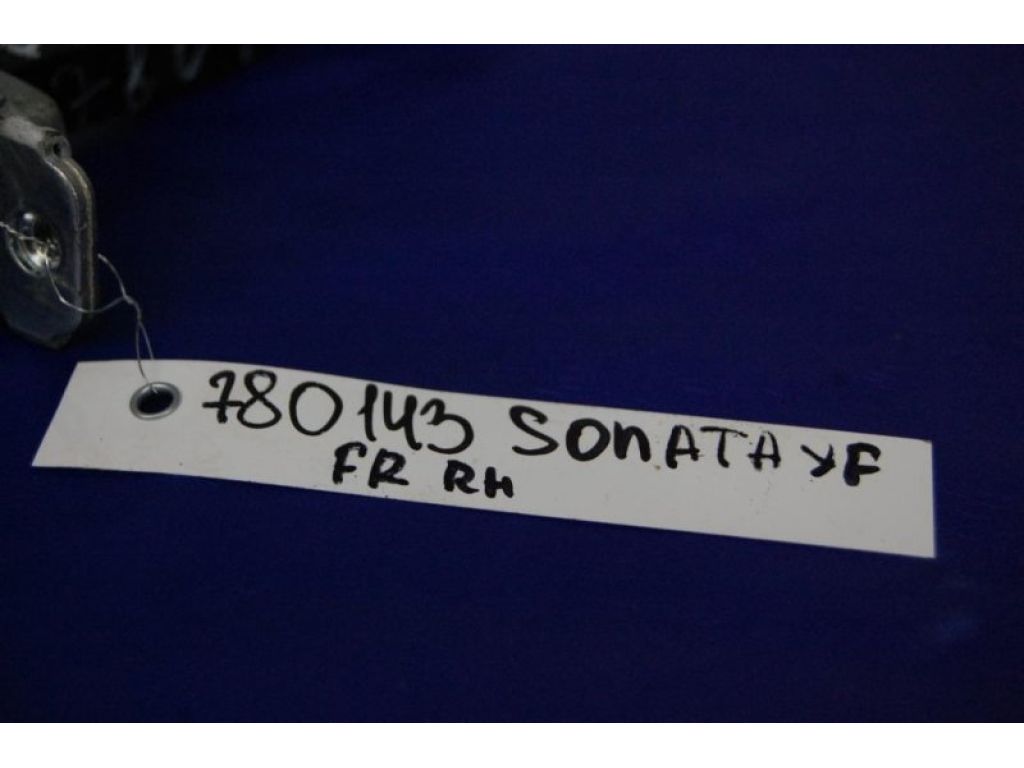 780143 SONATA YF
FR RH